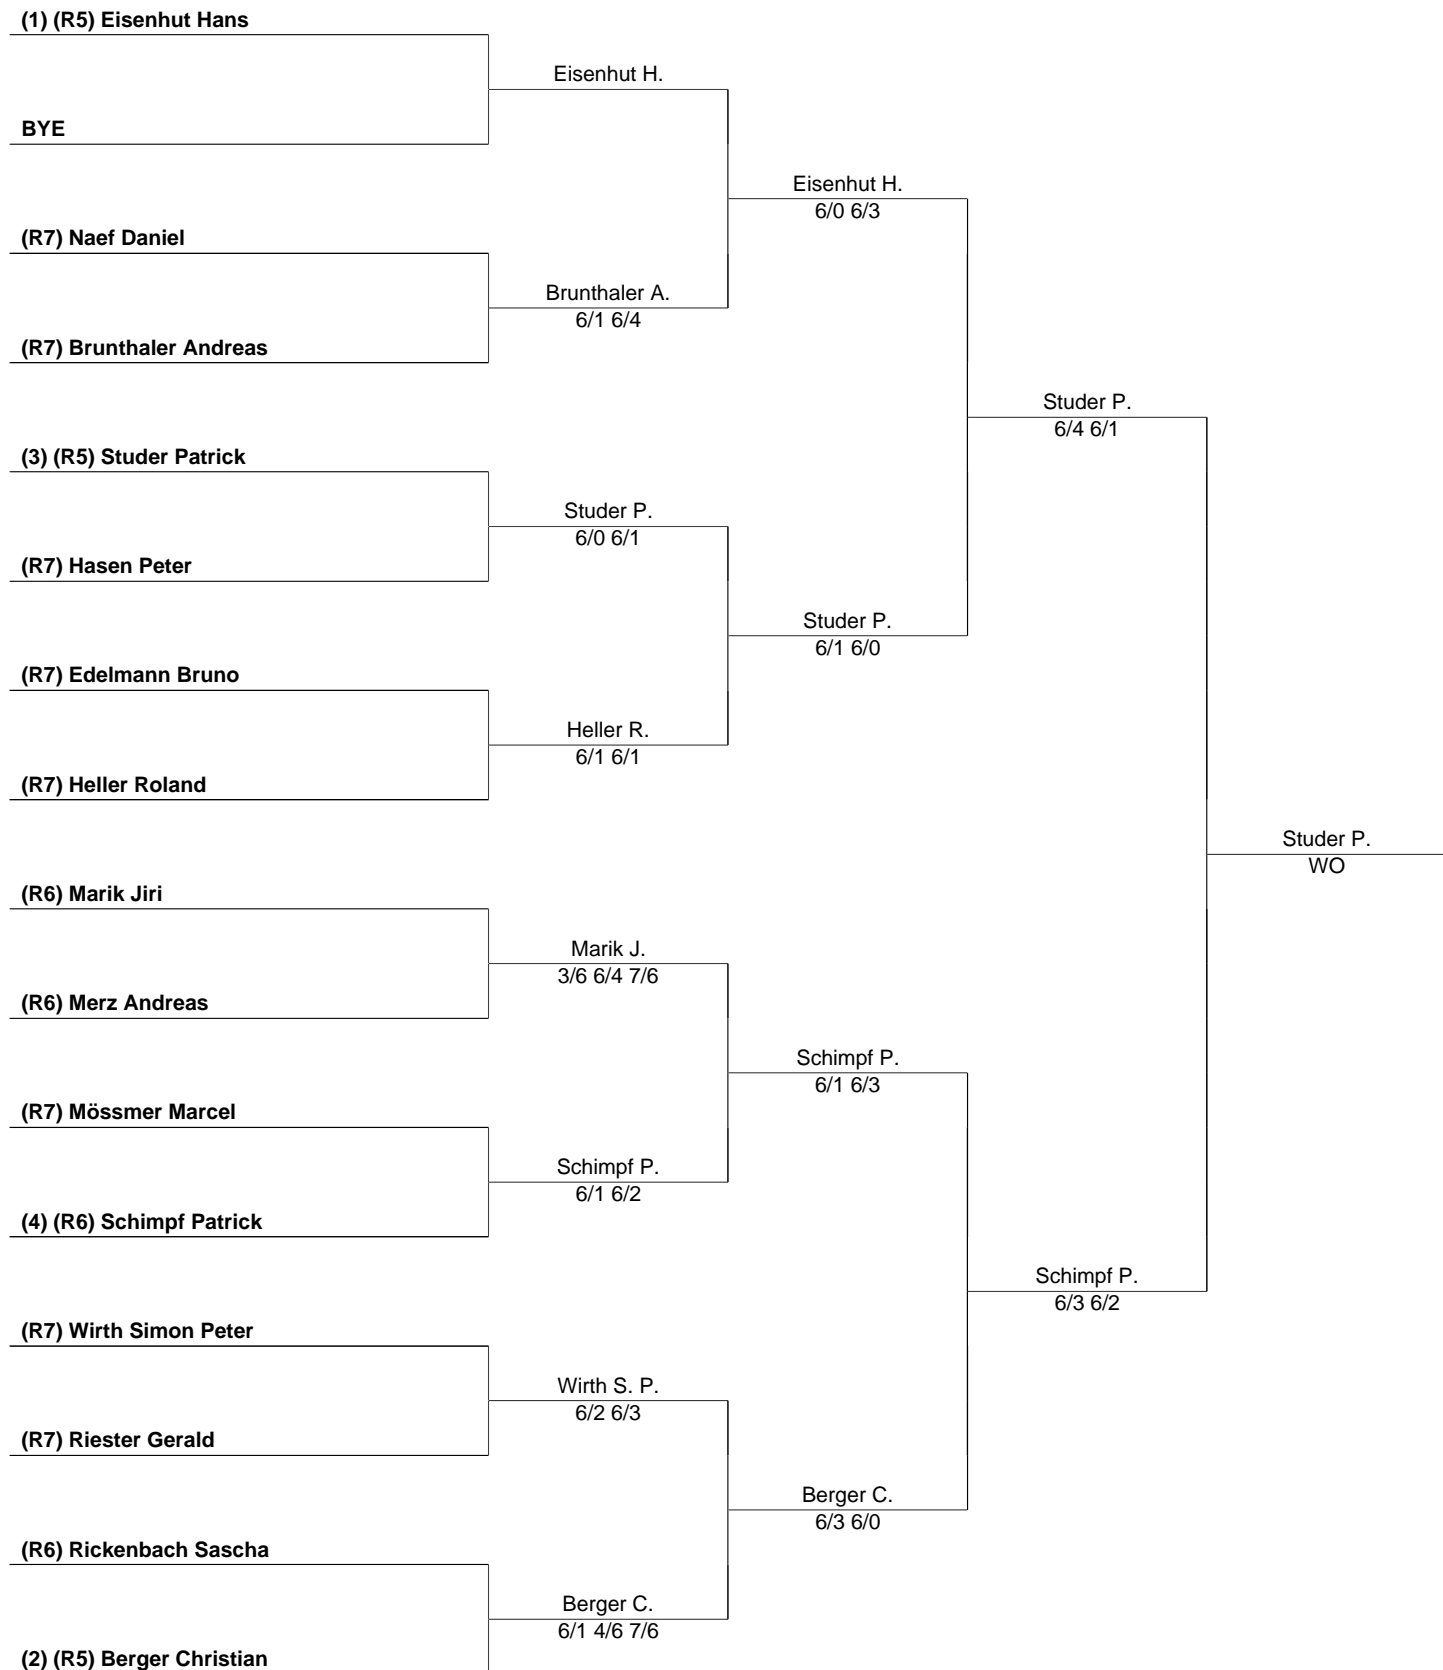 (1) (R5) Eisenhut Hans
Eisenhut H.
BYE
Eisenhut H.
6/0 6/3
(R7) Naef Daniel
Brunthaler A.
6/1 6/4
(R7) Brunthaler Andreas
Studer P.
6/4 6/1
(3) (R5) Studer Patrick
Studer P.
6/0 6/1
(R7) Hasen Peter
Studer P.
6/1 6/0
(R7) Edelmann Bruno
Heller R.
6/1 6/1
(R7) Heller Roland
Studer P.
WO
(R6) Marik Jiri
Marik J.
3/6 6/4 7/6
(R6) Merz Andreas
Schimpf P.
6/1 6/3
(R7) Mössmer Marcel
Schimpf P.
6/1 6/2
(4) (R6) Schimpf Patrick
Schimpf P.
6/3 6/2
(R7) Wirth Simon Peter
Wirth S. P.
6/2 6/3
(R7) Riester Gerald
Berger C.
6/3 6/0
(R6) Rickenbach Sascha
Berger C.
6/1 4/6 7/6
(2) (R5) Berger Christian